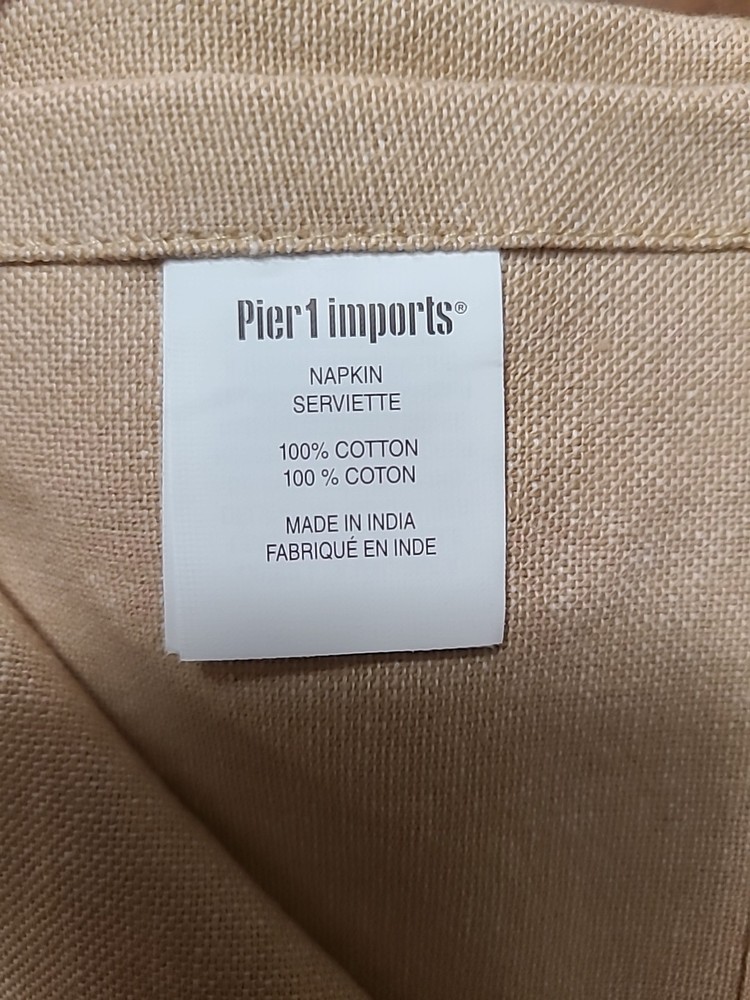 Pier1 imports®
NAPKIN
SERVIETTE
100% COTTON
100 % COTON
MADE IN INDIA
FABRIQUÉ EN INDE